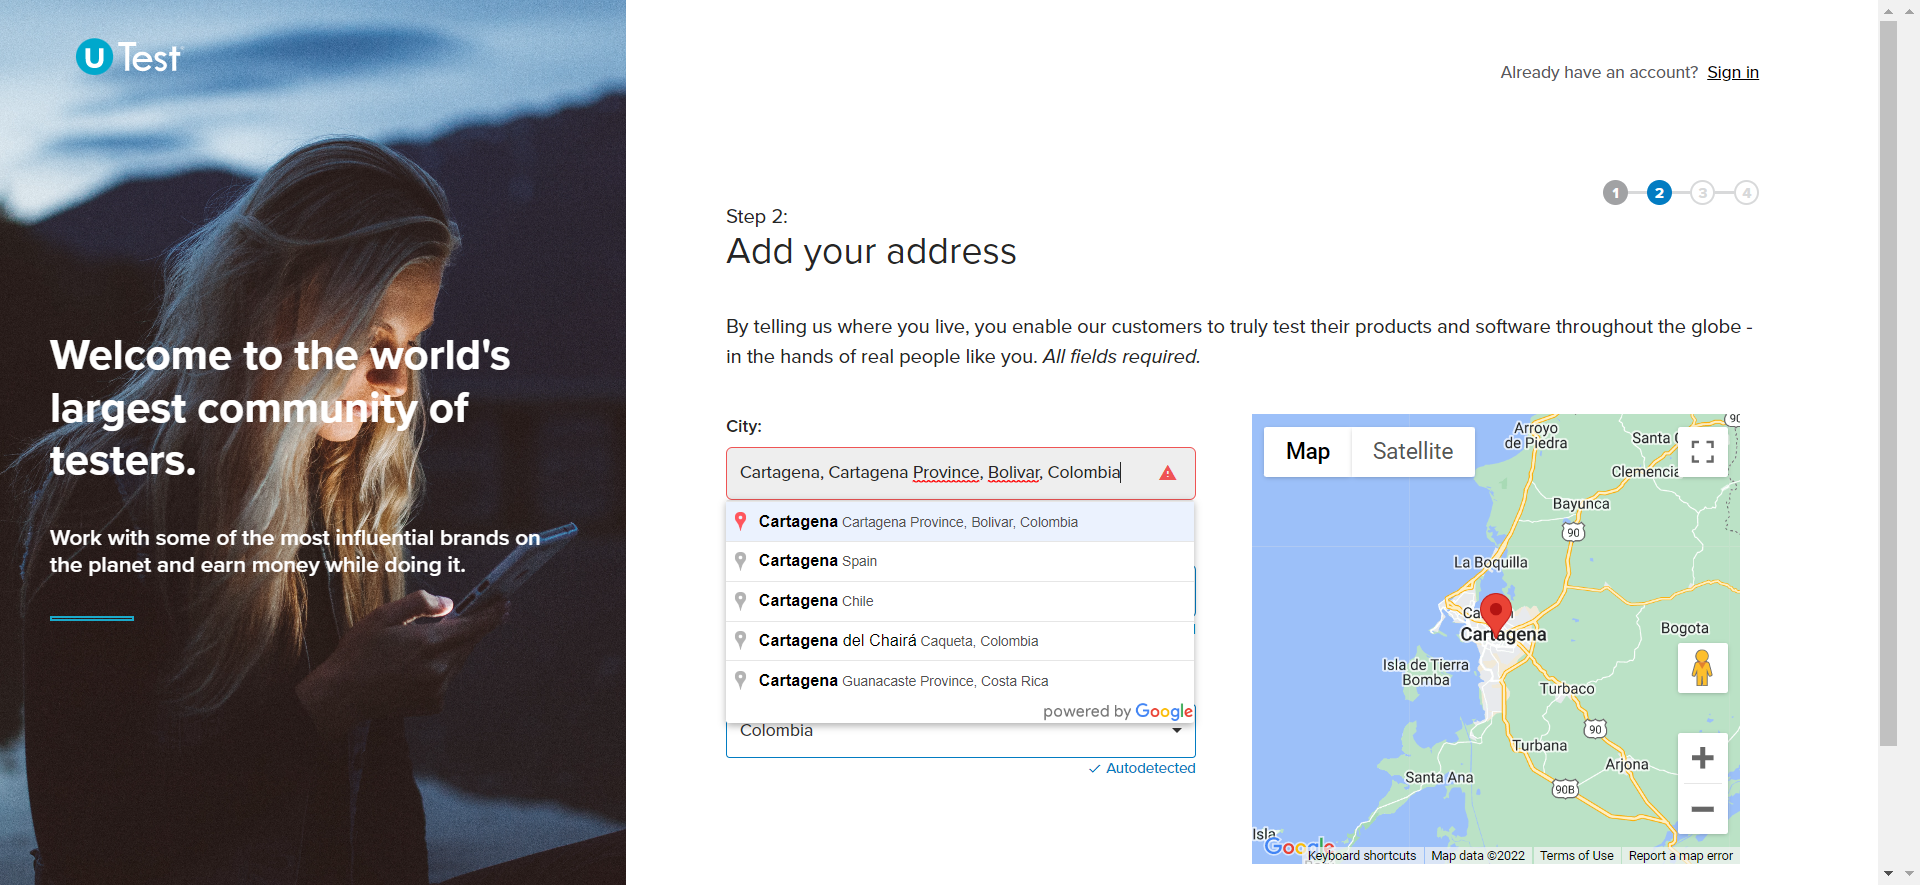 U Test
Already have an account? Sign in
1 2 3 4
Step 2:
Add your address
By telling us where you live, you enable our customers to truly test their products and software throughout the globe -
in the hands of real people like you. All fields required.
Welcome to the world's
largest community of
testers.
Work with some of the most influential brands on
the planet and earn money while doing it.
City:
Cartagena, Cartagena Province, Bolivar, Colombia
Cartagena Cartagena Province, Bolivar, Colombia
Cartagena Spain
Cartagena Chile
Cartagena del Chairá Caqueta, Colombia
Cartagena Guanacaste Province, Costa Rica
powered by Google
Colombia
Autodetected
Map Satellite
Arroyo
de Piedra
Santa
Clemencia
Bayunca
90
La Boquilla
Cartagena
Bogota
Isla de Tierra
Bomba
Turbaco
90
Turbana
Arjona
Santa Ana
90B
Isla
Google
Keyboard shortcuts Map data ©2022 Terms of Use Report a map error